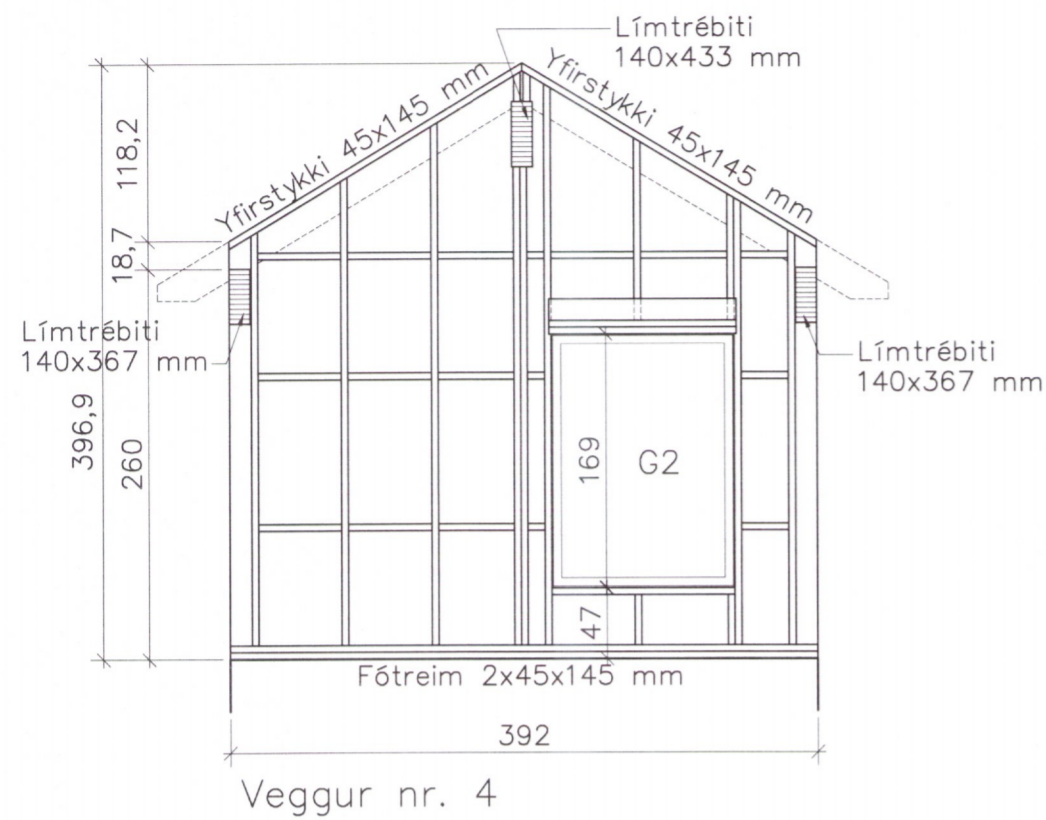 Límtrébiti
140x433 mm
Yfirstykki 45x145 mm
Yfirstykki 45x145 mm
118,2
18,7
Límtrébiti
140x367 mm
Límtrébiti
140x367 mm
396,9
260
169
G2
47
Fótreim 2x45x145 mm
392
Veggur nr. 4